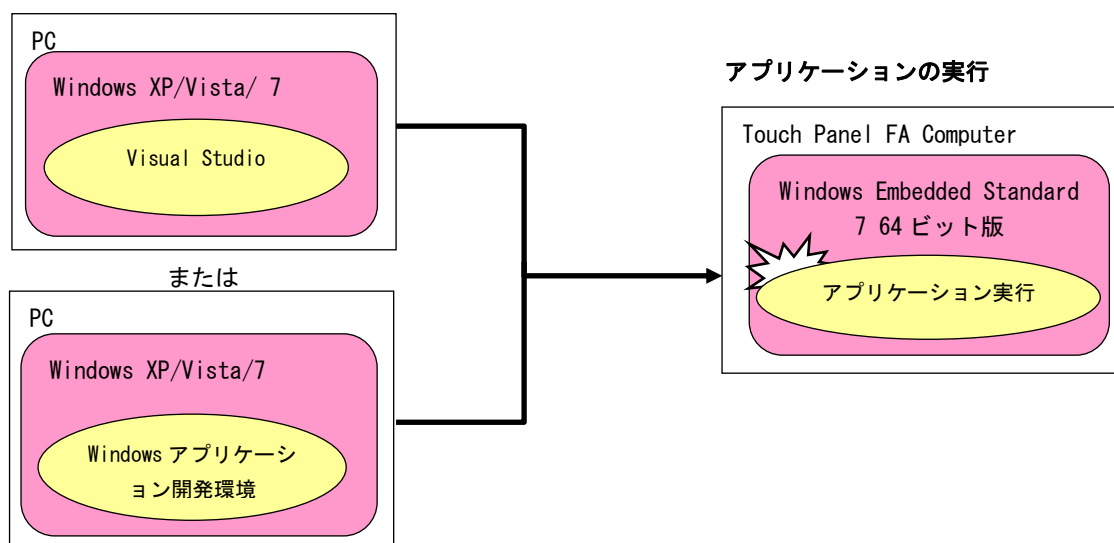 PC
Windows XP/Vista/ 7
Visual Studio
または
PC
Windows XP/Vista/7
Windows アプリケーシ
ョン開発環境
アプリケーションの実行
Touch Panel FA Computer
Windows Embedded Standard
7 64 ビット版
アプリケーション実行